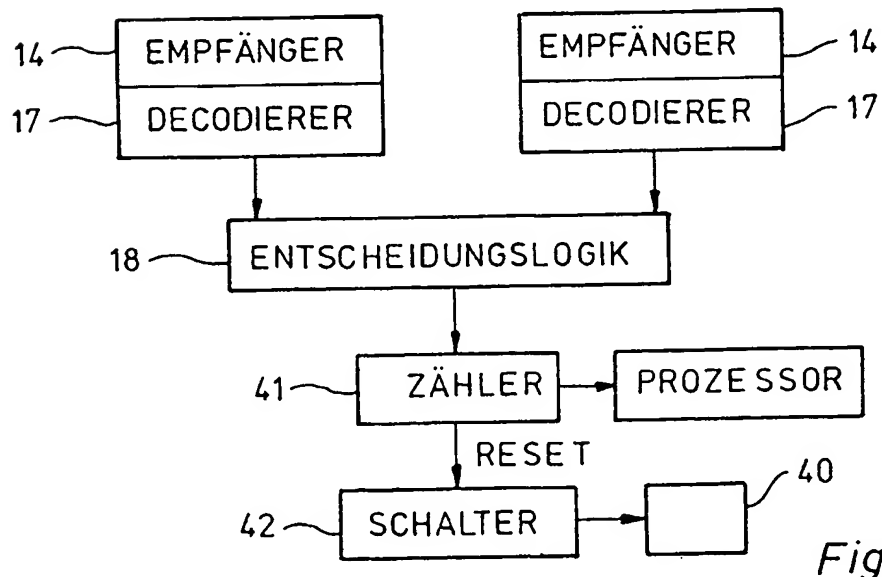 14 EMPFÄNGER EMPFÄNGER 14
17 DECODIERER DECODIERER 17
18 ENTSCHEIDUNGSLOGIK
41 ZÄHLER PROZESSOR
RESET
40
42 SCHALTER
Fig